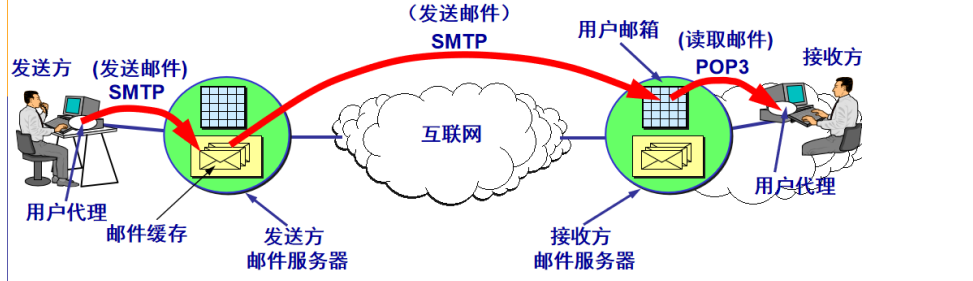 （发送邮件）
SMTP
用户邮箱
(读取邮件)
POP3
接收方
发送方
(发送邮件)
SMTP
互联网
用户代理
邮件缓存
发送方
邮件服务器
接收方
邮件服务器
用户代理